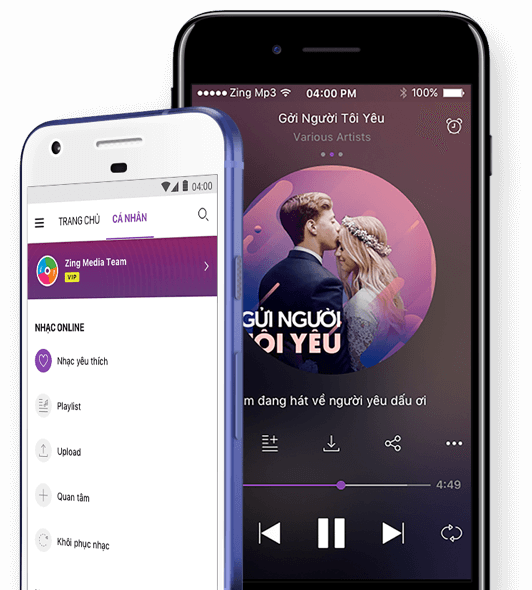 04:00
TRANG CHỦ CÁ NHÂN
Zing Media Team
VIP
NHẠC ONLINE
Nhạc yêu thích
Playlist
Upload
Quan tâm
Khôi phục nhạc
Zing Mp3 04:00 PM 100%
Gởi Người Tôi Yêu
Various Artists
GỬI NGƯỜI
TÔI YÊU
m đang hát về người yêu dấu ơi
4:49